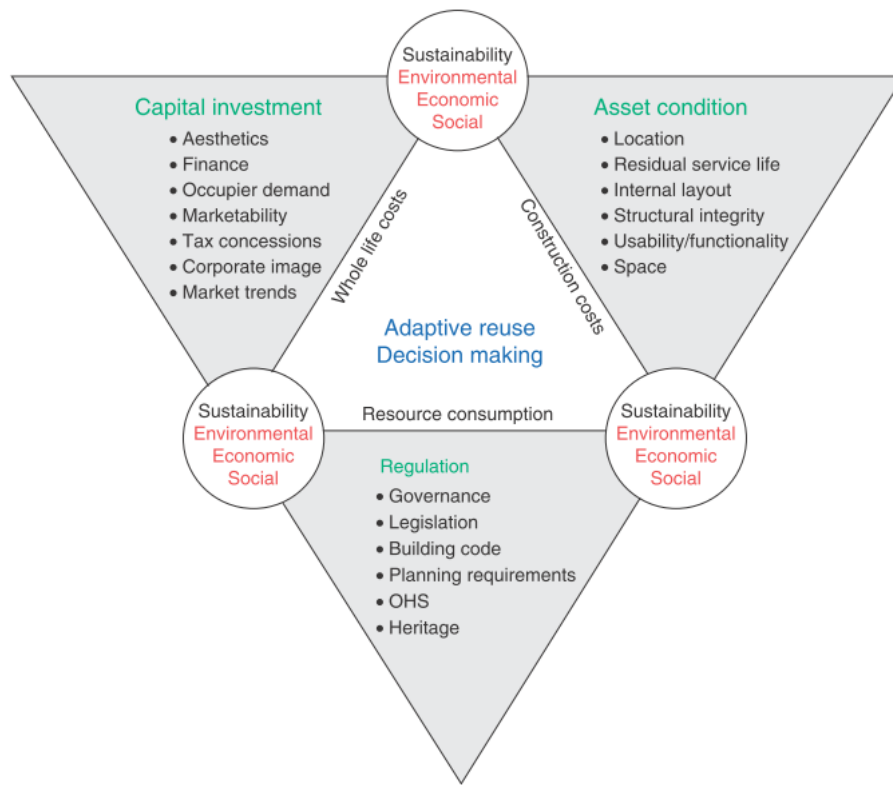 Sustainability
Environmental
Economic
Social
Capital investment
• Aesthetics
• Finance
• Occupier demand
• Marketability
• Tax concessions
• Corporate image
• Market trends
Asset condition
• Location
• Residual service life
• Internal layout
• Structural integrity
• Usability/functionality
• Space
Whole life costs
Construction costs
Adaptive reuse
Decision making
Resource consumption
Sustainability
Environmental
Economic
Social
Sustainability
Environmental
Economic
Social
Regulation
• Governance
• Legislation
• Building code
• Planning requirements
• OHS
• Heritage